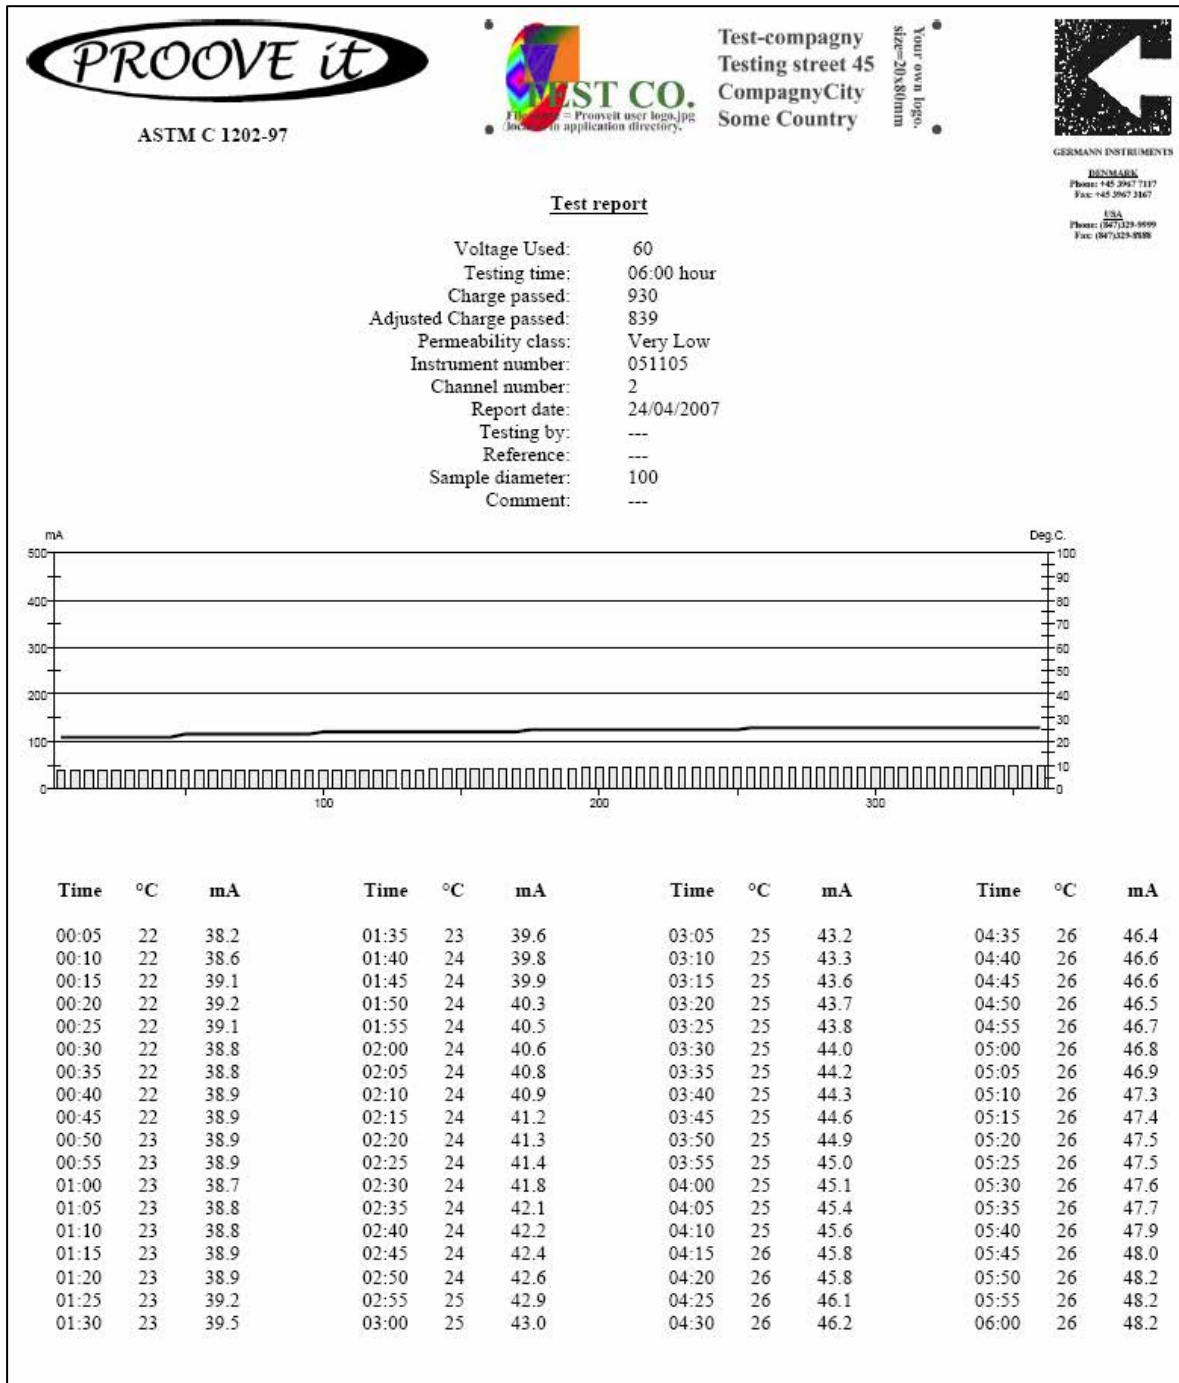 PROOVE it
ASTM C 1202-97
TEST CO.
= Prooveit user logo.jpg
in application directory.
Test-compagny
Testing street 45
CompagnyCity
Some Country
Your own logo.
size=20x80mm
GERMANN INSTRUMENTS
DENMARK
Phone: +45 3967 7117
Fax: +45 3967 3167
USA
Phone: (847)329-9999
Fax: (847)329-8888
Test report
Voltage Used: 60
Testing time: 06:00 hour
Charge passed: 930
Adjusted Charge passed: 839
Permeability class: Very Low
Instrument number: 051105
Channel number: 2
Report date: 24/04/2007
Testing by: ---
Reference: ---
Sample diameter: 100
Comment: ---
mA Deg.C.
500 100
90
400 80
70
300 60
50
200 40
30
100 20
10
0 0
100 200 300
Time °C mA Time °C mA Time °C mA Time °C mA
00:05 22 38.2 01:35 23 39.6 03:05 25 43.2 04:35 26 46.4
00:10 22 38.6 01:40 24 39.8 03:10 25 43.3 04:40 26 46.6
00:15 22 39.1 01:45 24 39.9 03:15 25 43.6 04:45 26 46.6
00:20 22 39.2 01:50 24 40.3 03:20 25 43.7 04:50 26 46.5
00:25 22 39.1 01:55 24 40.5 03:25 25 43.8 04:55 26 46.7
00:30 22 38.8 02:00 24 40.6 03:30 25 44.0 05:00 26 46.8
00:35 22 38.8 02:05 24 40.8 03:35 25 44.2 05:05 26 46.9
00:40 22 38.9 02:10 24 40.9 03:40 25 44.3 05:10 26 47.3
00:45 22 38.9 02:15 24 41.2 03:45 25 44.6 05:15 26 47.4
00:50 23 38.9 02:20 24 41.3 03:50 25 44.9 05:20 26 47.5
00:55 23 38.9 02:25 24 41.4 03:55 25 45.0 05:25 26 47.5
01:00 23 38.7 02:30 24 41.8 04:00 25 45.1 05:30 26 47.6
01:05 23 38.8 02:35 24 42.1 04:05 25 45.4 05:35 26 47.7
01:10 23 38.8 02:40 24 42.2 04:10 25 45.6 05:40 26 47.9
01:15 23 38.9 02:45 24 42.4 04:15 26 45.8 05:45 26 48.0
01:20 23 38.9 02:50 24 42.6 04:20 26 45.8 05:50 26 48.2
01:25 23 39.2 02:55 25 42.9 04:25 26 46.1 05:55 26 48.2
01:30 23 39.5 03:00 25 43.0 04:30 26 46.2 06:00 26 48.2